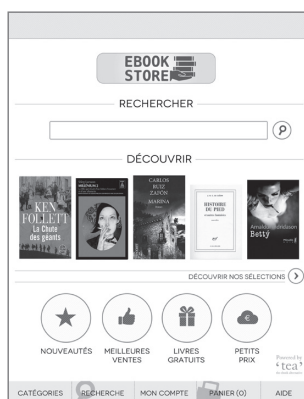 EBOOK
STORE
RECHERCHER
DÉCOUVRIR
KEN
FOLLETT
La Chute
des géants
CARLOS
RUIZ
ZAFÓN
MARINA
HISTOIRE
DU PIED
Arnaldur Indridason
Betty
DÉCOUVRIR NOS SÉLECTIONS
NOUVEAUTÉS
MEILLEURES
VENTES
LIVRES
GRATUITS
PETITS
PRIX
Powered by
‘tea’
CATÉGORIES RECHERCHE MON COMPTE PANIER (0) AIDE